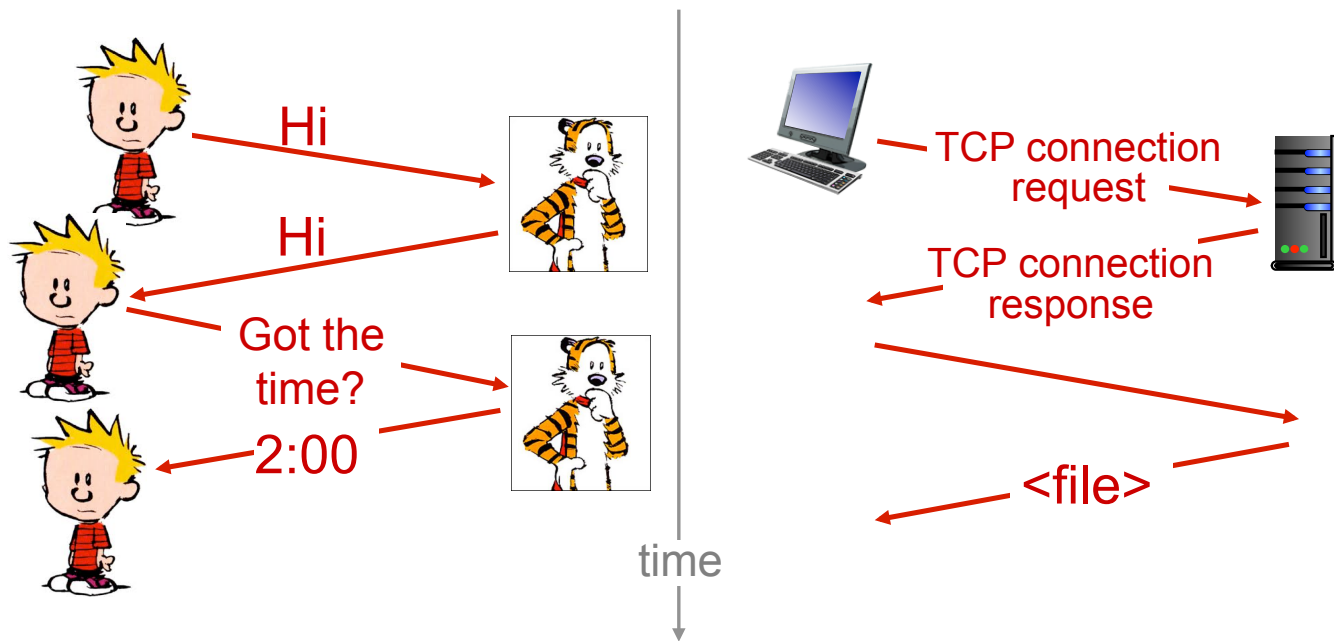 Hi
Hi
Got the
time?
2:00
TCP connection
request
TCP connection
response
<file>
time